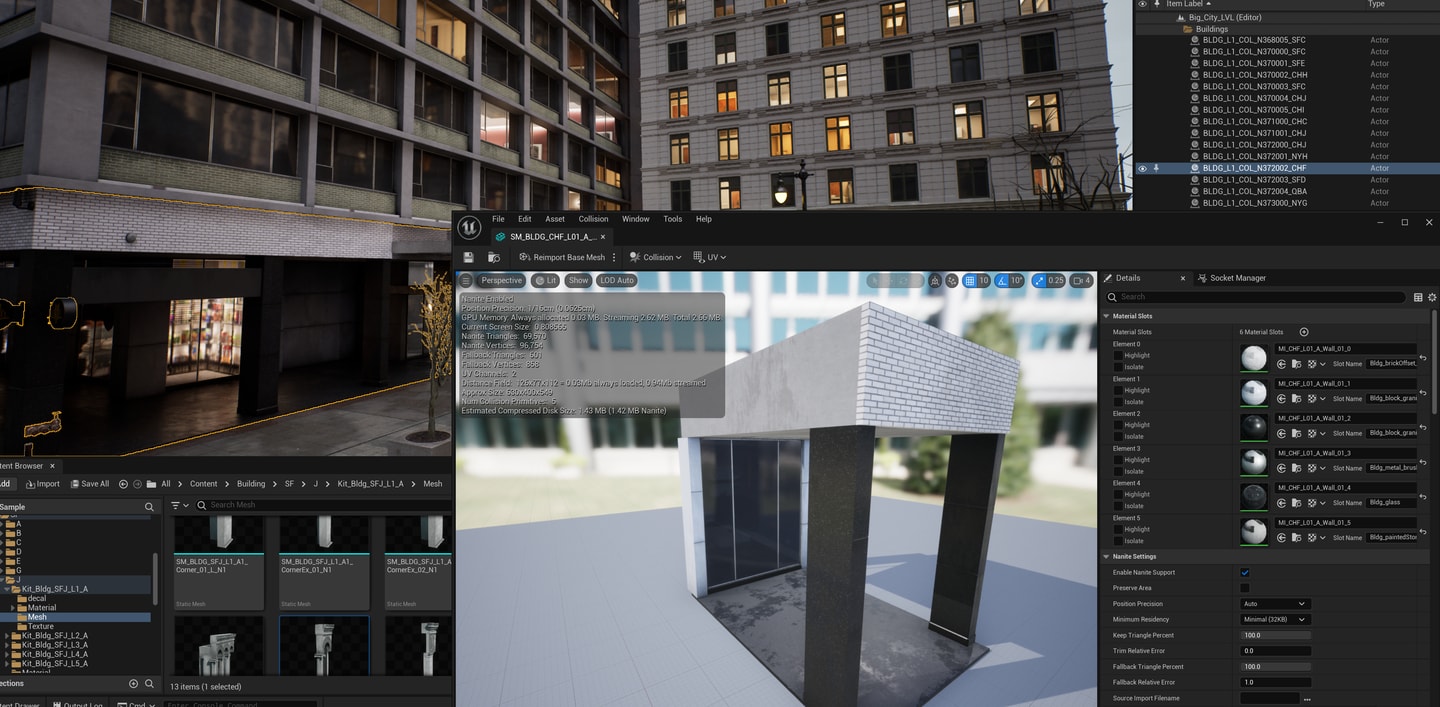 Item Label Type
Big_City_LVL (Editor)
Buildings
BLDG_L1_COL_N368005_SFC Actor
BLDG_L1_COL_N370000_SFC Actor
BLDG_L1_COL_N370001_SFE Actor
BLDG_L1_COL_N370002_CHH Actor
BLDG_L1_COL_N370003_SFC Actor
BLDG_L1_COL_N370004_CHJ Actor
BLDG_L1_COL_N370005_CHI Actor
BLDG_L1_COL_N371000_CHC Actor
BLDG_L1_COL_N371001_CHJ Actor
BLDG_L1_COL_N372000_CHJ Actor
BLDG_L1_COL_N372001_NYH Actor
BLDG_L1_COL_N372002_CHF Actor
BLDG_L1_COL_N372003_SFD Actor
BLDG_L1_COL_N372004_QBA Actor
BLDG_L1_COL_N373000_NYG Actor
File Edit Asset Collision Window Tools Help
SM_BLDG_CHF_L01_A_...
Reimport Base Mesh Collision UV
Perspective Lit Show LOD Auto 10 10° 0.25 4
Nanite Enabled
Position Precision: 1/16cm (0.0625cm)
GPU Memory: Always allocated 0.03 MB. Streaming 2.62 MB. Total 2.66 MB.
Current Screen Size: 0.808566
Nanite Triangles: 69,570
Nanite Vertices: 96,754
Fallback Triangles: 601
Fallback Vertices: 858
UV Channels: 2
Distance Field: 126x77x112 = 0.03Mb always loaded, 0.94Mb streamed
Approx Size: 630x400x549
Num Collision Primitives: 5
Estimated Compressed Disk Size: 1.43 MB (1.42 MB Nanite)
Details Socket Manager
Search
Material Slots
Material Slots 6 Material Slots
Element 0
Highlight
Isolate
MI_CHF_L01_A_Wall_01_0
Slot Name Bldg_brickOffset_
Element 1
Highlight
Isolate
MI_CHF_L01_A_Wall_01_1
Slot Name Bldg_block_grani
Element 2
Highlight
Isolate
MI_CHF_L01_A_Wall_01_2
Slot Name Bldg_block_grani
Element 3
Highlight
Isolate
MI_CHF_L01_A_Wall_01_3
Slot Name Bldg_metal_brusl
Element 4
Highlight
Isolate
MI_CHF_L01_A_Wall_01_4
Slot Name Bldg_glass
Element 5
Highlight
Isolate
MI_CHF_L01_A_Wall_01_5
Slot Name Bldg_paintedStor
Nanite Settings
Enable Nanite Support
Preserve Area
Position Precision Auto
Minimum Residency Minimal (32KB)
Keep Triangle Percent 100.0
Trim Relative Error 0.0
Fallback Triangle Percent 100.0
Fallback Relative Error 1.0
Source Import Filename ...
tent Browser
dd Import Save All All Content Building SF J Kit_Bldg_SFJ_L1_A Mesh
Sample
A
B
C
D
E
G
J
Kit_Bldg_SFJ_L1_A
decal
Material
Mesh
Texture
Kit_Bldg_SFJ_L2_A
Kit_Bldg_SFJ_L3_A
Kit_Bldg_SFJ_L4_A
Kit_Bldg_SFJ_L5_A
Material
Search Mesh
SM_BLDG_SFJ_L1_A1_
Corner_01_L_N1
Static Mesh
SM_BLDG_SFJ_L1_A1_
CornerEx_01_N1
Static Mesh
SM_BLDG_SFJ_L1_A
CornerEx_02_N1
Static Mesh
ections
13 items (1 selected)
tent Drawer Output Log Cmd Enter Console Command